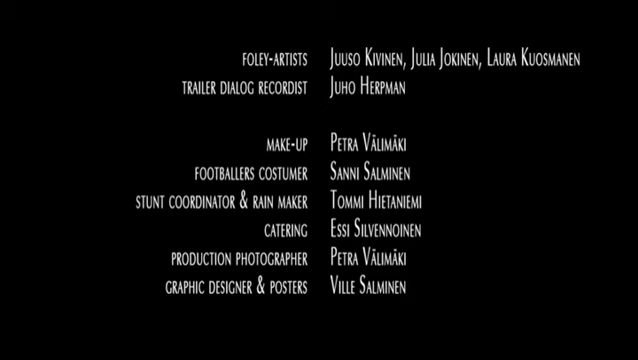 FOLEY-ARTISTS JUUSO KIVINEN, JULIA JOKINEN, LAURA KUOSMANEN
TRAILER DIALOG RECORDIST JUHO HERPMAN
MAKE-UP PETRA VÄLIMÄKI
FOOTBALLERS COSTUMER SANNI SALMINEN
STUNT COORDINATOR & RAIN MAKER TOMMI HIETANIEMI
CATERING ESSI SILVENNOINEN
PRODUCTION PHOTOGRAPHER PETRA VÄLIMÄKI
GRAPHIC DESIGNER & POSTERS VILLE SALMINEN